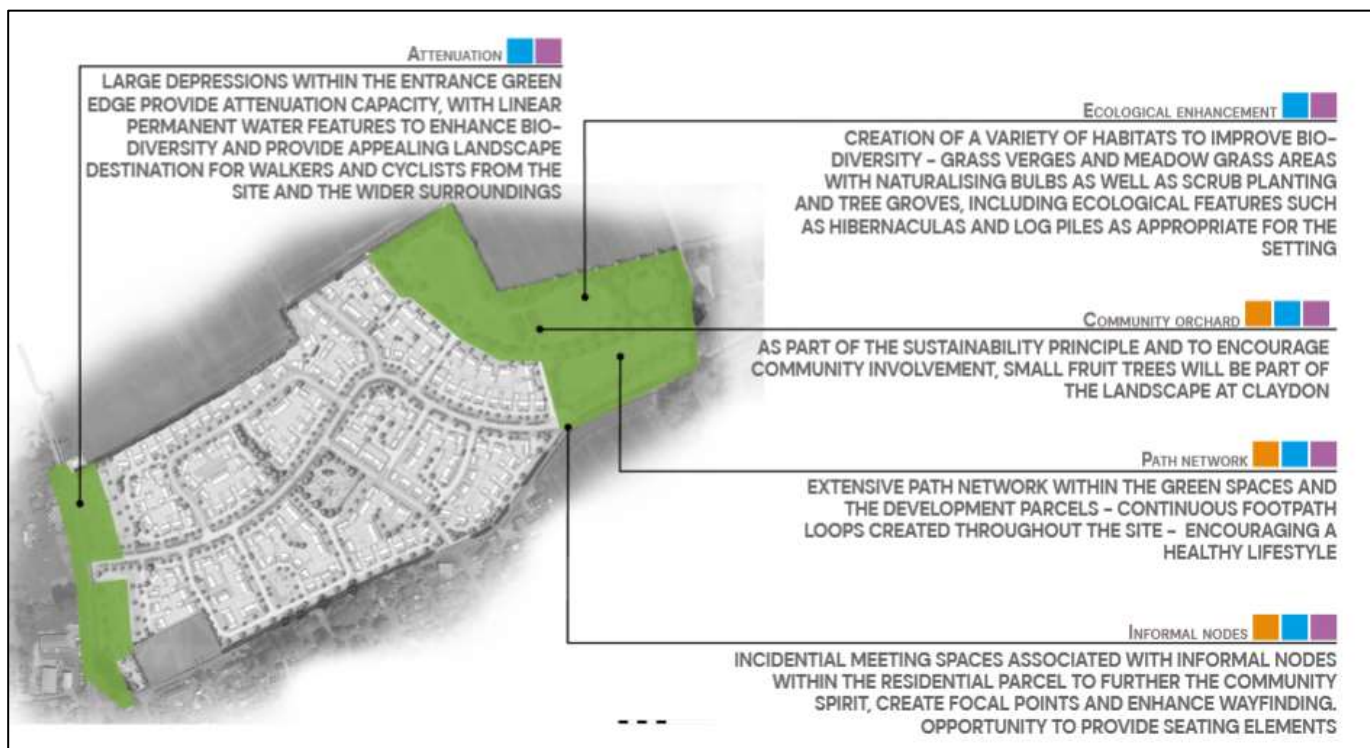 ATTENUATION
LARGE DEPRESSIONS WITHIN THE ENTRANCE GREEN
EDGE PROVIDE ATTENUATION CAPACITY, WITH LINEAR
PERMANENT WATER FEATURES TO ENHANCE BIO-
DIVERSITY AND PROVIDE APPEALING LANDSCAPE
DESTINATION FOR WALKERS AND CYCLISTS FROM THE
SITE AND THE WIDER SURROUNDINGS
ECOLOGICAL ENHANCEMENT
CREATION OF A VARIETY OF HABITATS TO IMPROVE BIO-
DIVERSITY - GRASS VERGES AND MEADOW GRASS AREAS
WITH NATURALISING BULBS AS WELL AS SCRUB PLANTING
AND TREE GROVES, INCLUDING ECOLOGICAL FEATURES SUCH
AS HIBERNACULAS AND LOG PILES AS APPROPRIATE FOR THE
SETTING
COMMUNITY ORCHARD
AS PART OF THE SUSTAINABILITY PRINCIPLE AND TO ENCOURAGE
COMMUNITY INVOLVEMENT, SMALL FRUIT TREES WILL BE PART OF
THE LANDSCAPE AT CLAYDON
PATH NETWORK
EXTENSIVE PATH NETWORK WITHIN THE GREEN SPACES AND
THE DEVELOPMENT PARCELS - CONTINUOUS FOOTPATH
LOOPS CREATED THROUGHOUT THE SITE - ENCOURAGING A
HEALTHY LIFESTYLE
INFORMAL NODES
INCIDENTIAL MEETING SPACES ASSOCIATED WITH INFORMAL NODES
WITHIN THE RESIDENTIAL PARCEL TO FURTHER THE COMMUNITY
SPIRIT, CREATE FOCAL POINTS AND ENHANCE WAYFINDING.
OPPORTUNITY TO PROVIDE SEATING ELEMENTS